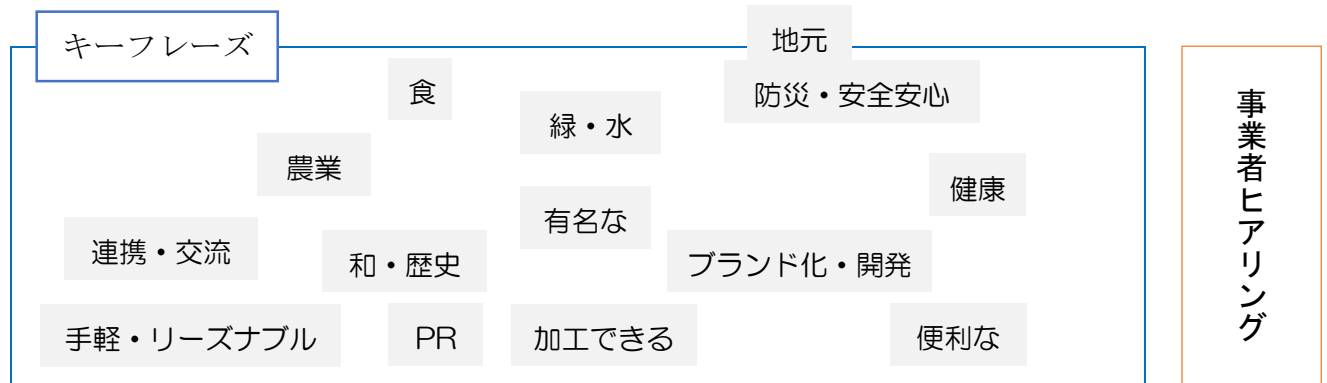 キーフレーズ
地元
食
防災・安全安心
緑・水
農業
健康
有名な
連携・交流
和・歴史
ブランド化・開発
手軽・リーズナブル
PR
加工できる
便利な
事業者ヒアリング